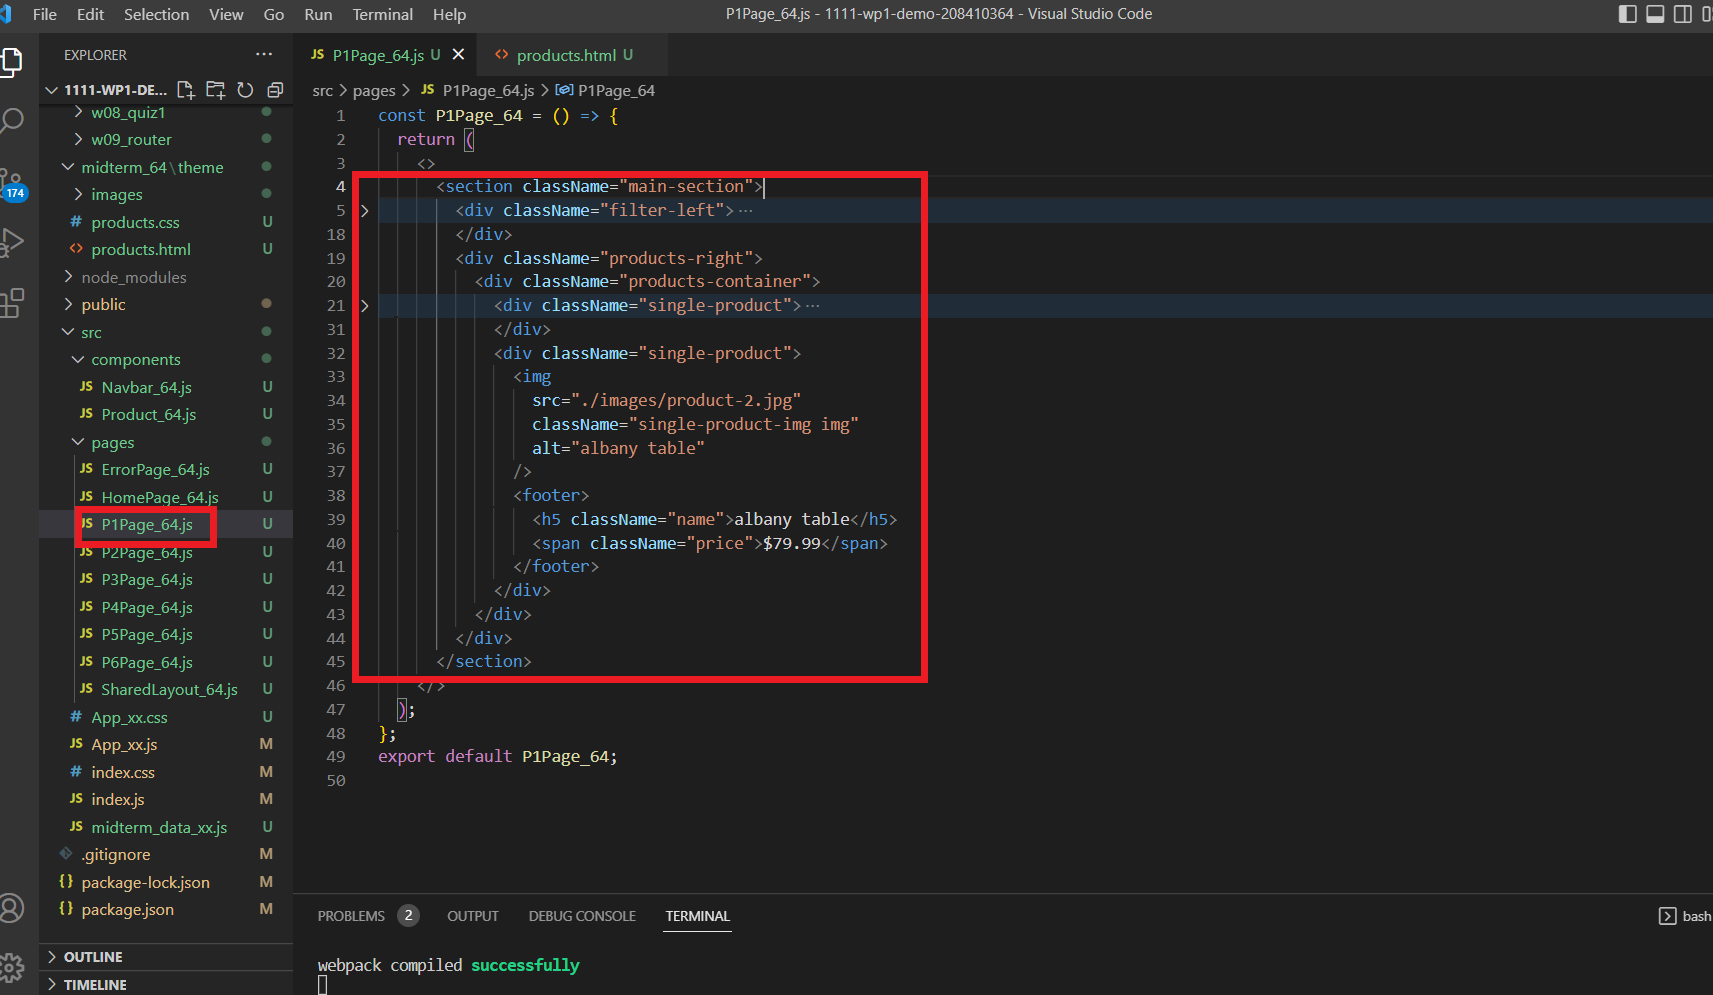 File Edit Selection View Go Run Terminal Help P1Page_64.js - 1111-wp1-demo-208410364 - Visual Studio Code
EXPLORER
1111-WP1-DE...
w08_quiz1
w09_router
midterm_64\theme
images
products.css U
products.html U
node_modules
public
src
components
Navbar_64.js U
Product_64.js U
pages
ErrorPage_64.js U
HomePage_64.js U
P1Page_64.js U
P2Page_64.js U
P3Page_64.js U
P4Page_64.js U
P5Page_64.js U
P6Page_64.js U
SharedLayout_64.js U
App_xx.css U
App_xx.js M
index.css M
index.js M
midterm_data_xx.js U
.gitignore M
package-lock.json M
package.json M
OUTLINE
TIMELINE
174
JS P1Page_64.js U products.html U
src > pages > JS P1Page_64.js > P1Page_64
1 const P1Page_64 = () => {
2 return (
3 <>
4 <section className="main-section">
5 <div className="filter-left">···
18 </div>
19 <div className="products-right">
20 <div className="products-container">
21 <div className="single-product">···
31 </div>
32 <div className="single-product">
33 <img
34 src="./images/product-2.jpg"
35 className="single-product-img img"
36 alt="albany table"
37 />
38 <footer>
39 <h5 className="name">albany table</h5>
40 <span className="price">$79.99</span>
41 </footer>
42 </div>
43 </div>
44 </div>
45 </section>
46 </>
47 );
48 };
49 export default P1Page_64;
50
PROBLEMS 2 OUTPUT DEBUG CONSOLE TERMINAL bash
webpack compiled successfully